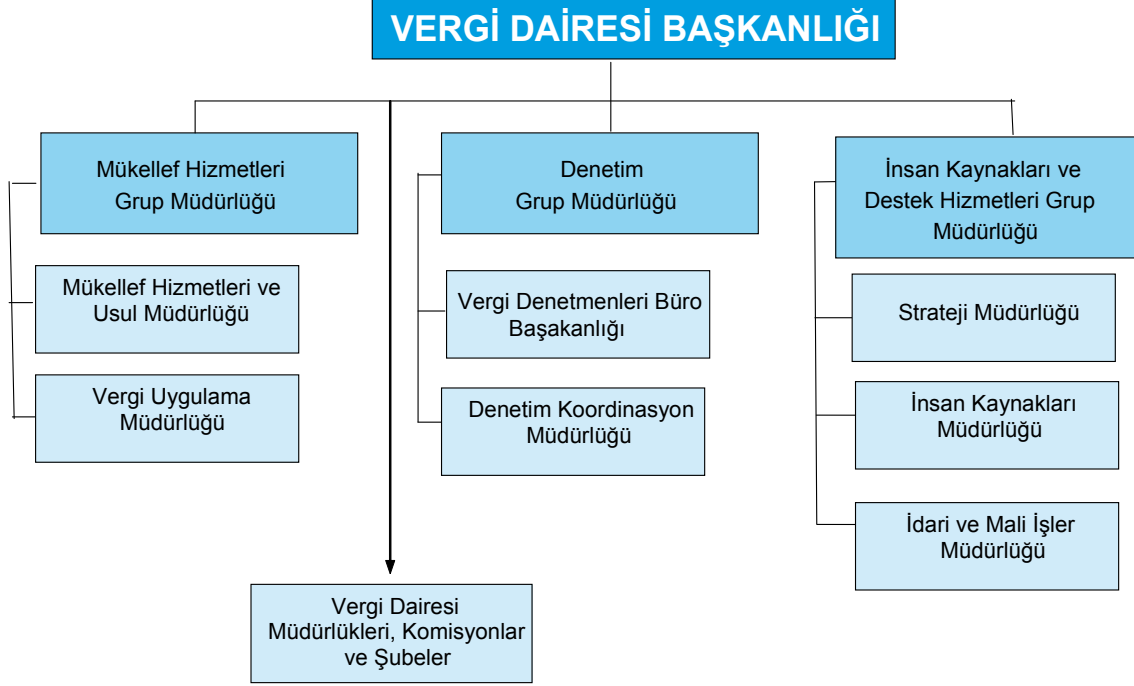 VERGİ DAİRESİ BAŞKANLIĞI
Mükellef Hizmetleri
Grup Müdürlüğü
Denetim
Grup Müdürlüğü
İnsan Kaynakları ve
Destek Hizmetleri Grup
Müdürlüğü
Mükellef Hizmetleri ve
Usul Müdürlüğü
Vergi Denetmenleri Büro
Başakanlığı
Strateji Müdürlüğü
Vergi Uygulama
Müdürlüğü
Denetim Koordinasyon
Müdürlüğü
İnsan Kaynakları
Müdürlüğü
İdari ve Mali İşler
Müdürlüğü
Vergi Dairesi
Müdürlükleri, Komisyonlar
ve Şubeler